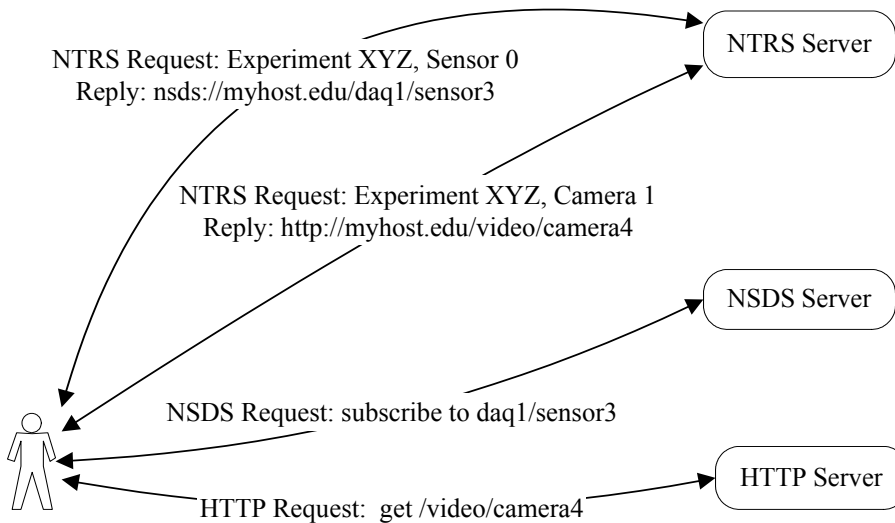 NTRS Server
NTRS Request: Experiment XYZ, Sensor 0
Reply: nsds://myhost.edu/daq1/sensor3
NTRS Request: Experiment XYZ, Camera 1
Reply: http://myhost.edu/video/camera4
NSDS Server
NSDS Request: subscribe to daq1/sensor3
HTTP Server
HTTP Request: get /video/camera4